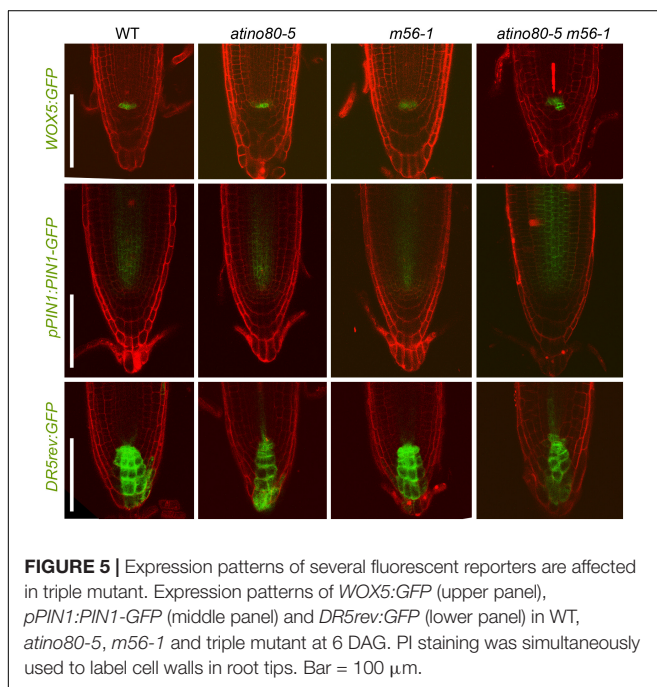 WT atino80-5 m56-1 atino80-5 m56-1
WOX5:GFP
pPIN1:PIN1-GFP
DR5rev:GFP
FIGURE 5 | Expression patterns of several fluorescent reporters are affected
in triple mutant. Expression patterns of WOX5:GFP (upper panel),
pPIN1:PIN1-GFP (middle panel) and DR5rev:GFP (lower panel) in WT,
atino80-5, m56-1 and triple mutant at 6 DAG. PI staining was simultaneously
used to label cell walls in root tips. Bar = 100 μm.